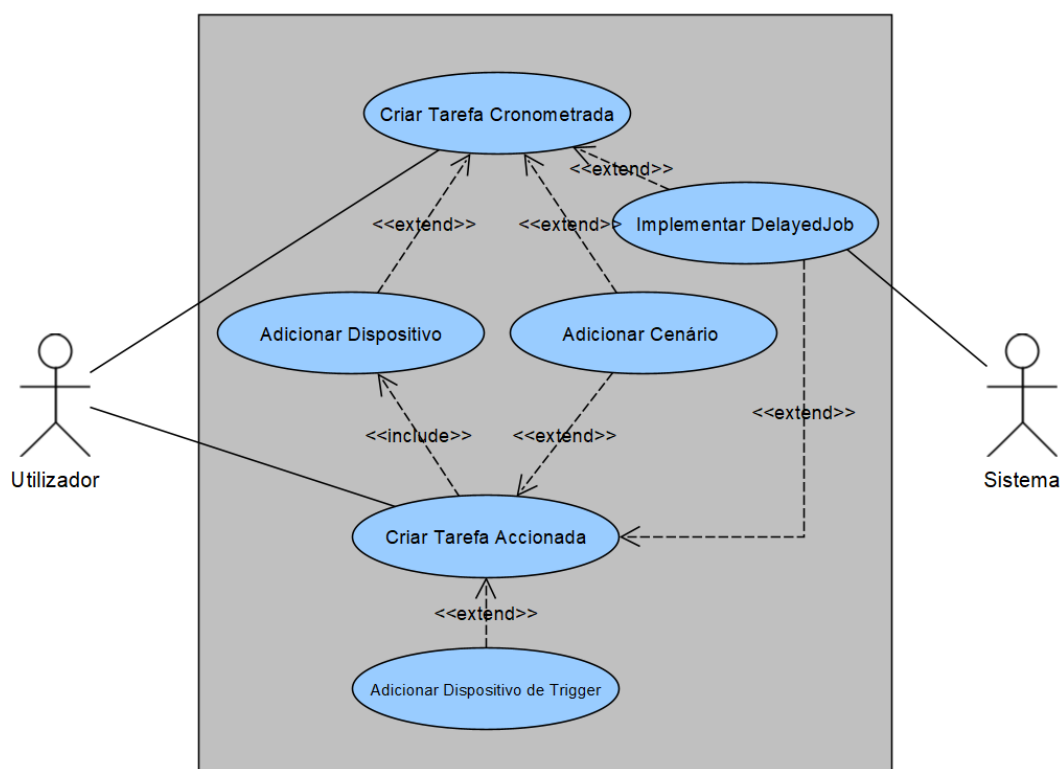 Criar Tarefa Cronometrada
<<extend>>
<<extend>>
<<extend>>
Implementar DelayedJob
Adicionar Dispositivo
Adicionar Cenário
<<extend>>
<<include>>
<<extend>>
Utilizador
Sistema
Criar Tarefa Accionada
<<extend>>
Adicionar Dispositivo de Trigger